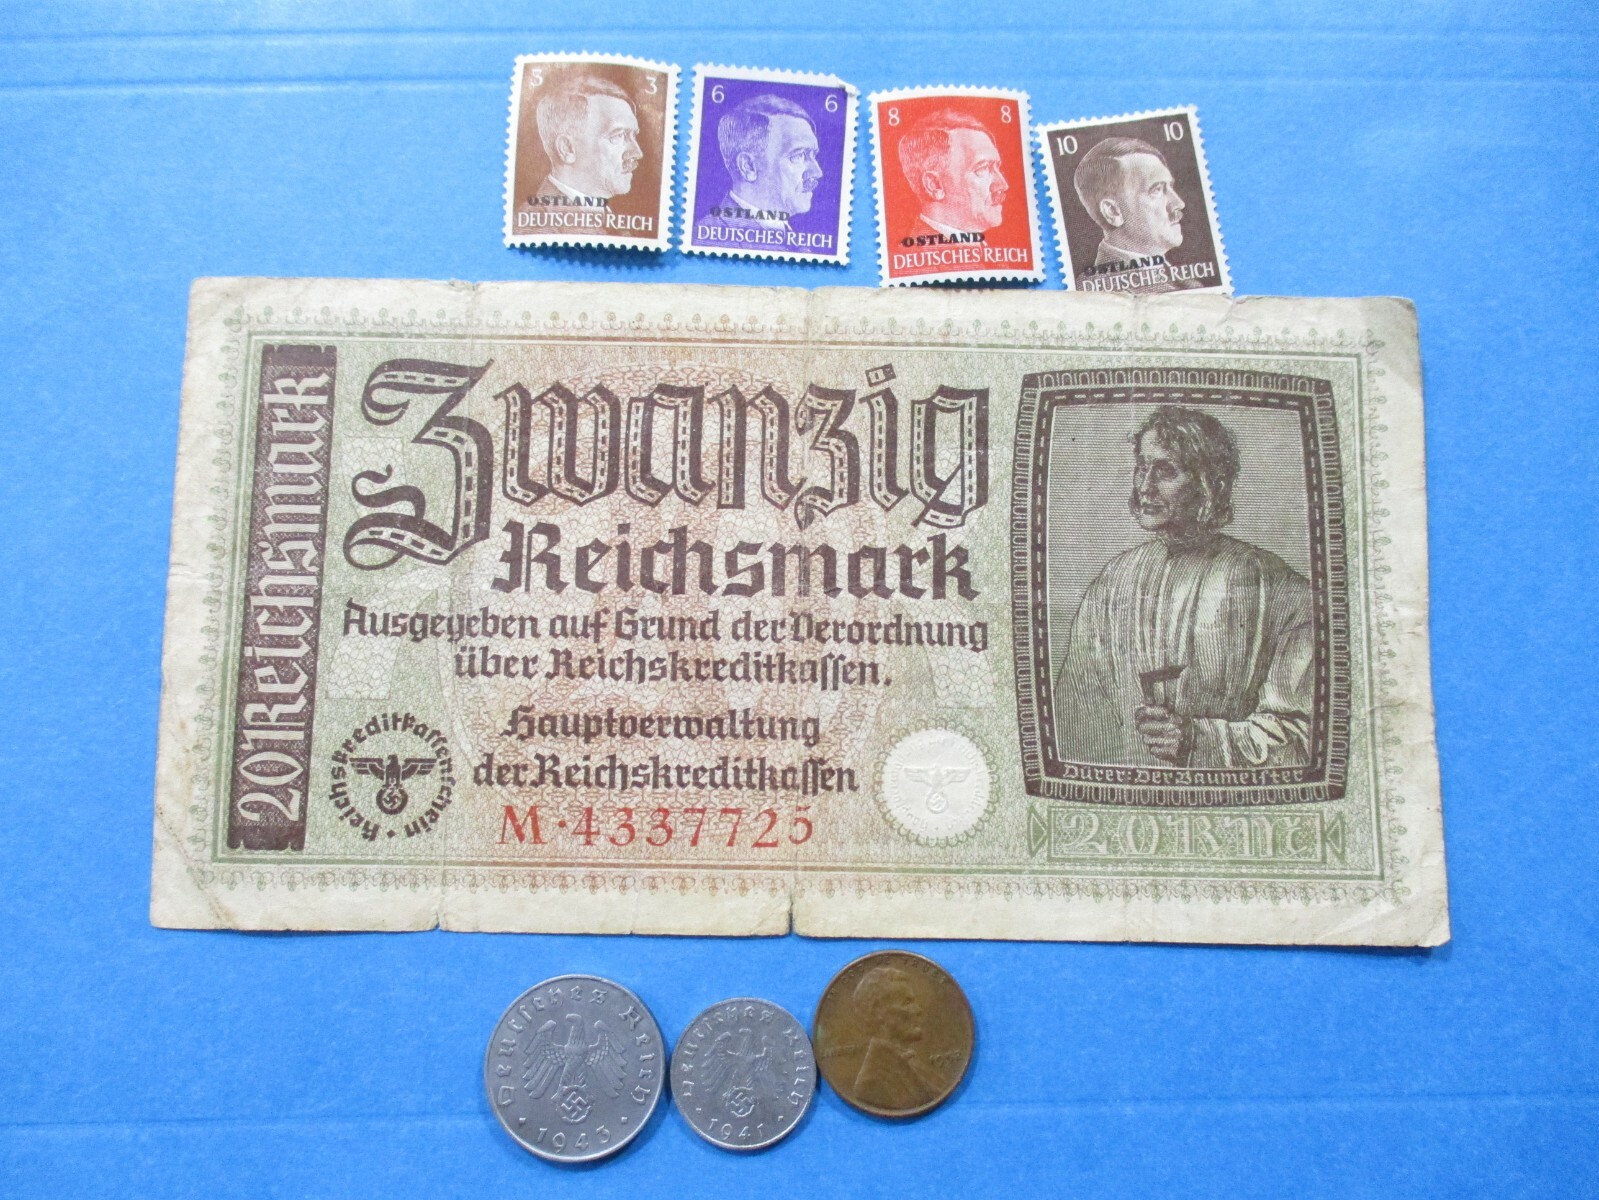 3 3
OSTLAND
DEUTSCHES REICH
6 6
OSTLAND
DEUTSCHES REICH
8 8
OSTLAND
DEUTSCHES REICH
10 10
OSTLAND
DEUTSCHES REICH
20 Reichsmark
Zwanzig
Reichsmark
Ausgegeben auf Grund der Verordnung
über Reichskreditkassen.
Hauptverwaltung
der Reichskreditkassen
Reichskreditkassenschein
M·4337725
Dürer: Der Baumeister
20 RM
Deutsches Reich
1943
Deutsches Reich
1941